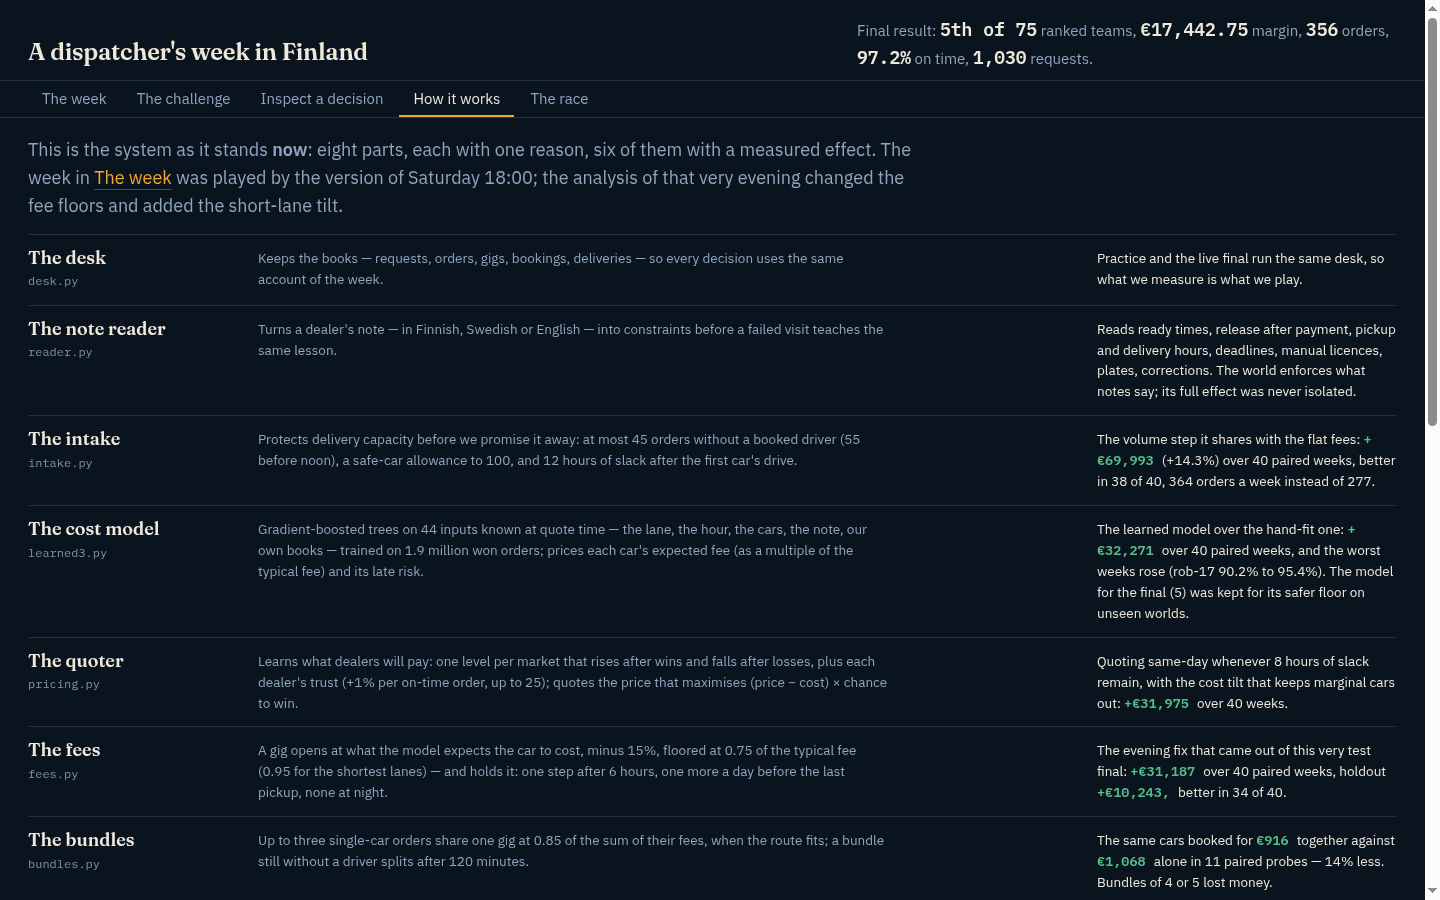 A dispatcher's week in Finland
Final result: 5th of 75 ranked teams, €17,442.75 margin, 356 orders,
97.2% on time, 1,030 requests.
The week
The challenge
Inspect a decision
How it works
The race
This is the system as it stands now: eight parts, each with one reason, six of them with a measured effect. The
week in The week was played by the version of Saturday 18:00; the analysis of that very evening changed the
fee floors and added the short-lane tilt.
The desk
desk.py
Keeps the books — requests, orders, gigs, bookings, deliveries — so every decision uses the same
account of the week.
Practice and the live final run the same desk, so
what we measure is what we play.
The note reader
reader.py
Turns a dealer's note — in Finnish, Swedish or English — into constraints before a failed visit teaches the
same lesson.
Reads ready times, release after payment, pickup
and delivery hours, deadlines, manual licences,
plates, corrections. The world enforces what
notes say; its full effect was never isolated.
The intake
intake.py
Protects delivery capacity before we promise it away: at most 45 orders without a booked driver (55
before noon), a safe-car allowance to 100, and 12 hours of slack after the first car's drive.
The volume step it shares with the flat fees: +
€69,993 (+14.3%) over 40 paired weeks, better
in 38 of 40, 364 orders a week instead of 277.
The cost model
learned3.py
Gradient-boosted trees on 44 inputs known at quote time — the lane, the hour, the cars, the note, our
own books — trained on 1.9 million won orders; prices each car's expected fee (as a multiple of the
typical fee) and its late risk.
The learned model over the hand-fit one: +
€32,271 over 40 paired weeks, and the worst
weeks rose (rob-17 90.2% to 95.4%). The model
for the final (5) was kept for its safer floor on
unseen worlds.
The quoter
pricing.py
Learns what dealers will pay: one level per market that rises after wins and falls after losses, plus each
dealer's trust (+1% per on-time order, up to 25); quotes the price that maximises (price − cost) × chance
to win.
Quoting same-day whenever 8 hours of slack
remain, with the cost tilt that keeps marginal cars
out: +€31,975 over 40 weeks.
The fees
fees.py
A gig opens at what the model expects the car to cost, minus 15%, floored at 0.75 of the typical fee
(0.95 for the shortest lanes) — and holds it: one step after 6 hours, one more a day before the last
pickup, none at night.
The evening fix that came out of this very test
final: +€31,187 over 40 paired weeks, holdout
+€10,243, better in 34 of 40.
The bundles
bundles.py
Up to three single-car orders share one gig at 0.85 of the sum of their fees, when the route fits; a bundle
still without a driver splits after 120 minutes.
The same cars booked for €916 together against
€1,068 alone in 11 paired probes — 14% less.
Bundles of 4 or 5 lost money.